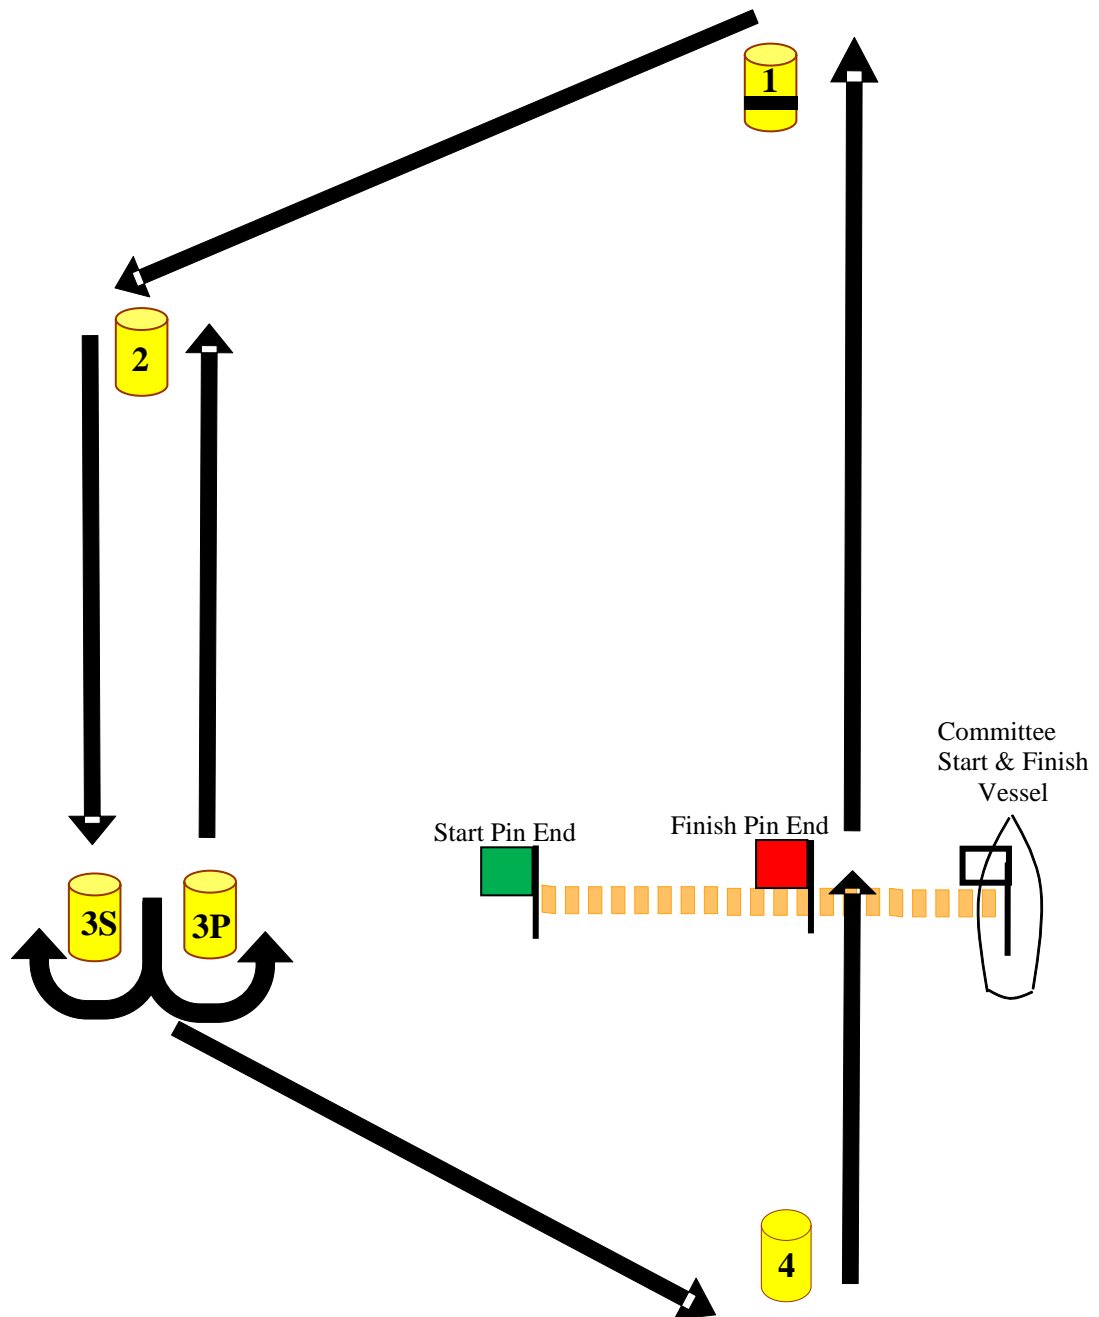 1
2
Committee
Start & Finish
Vessel
Start Pin End
Finish Pin End
3S
3P
4